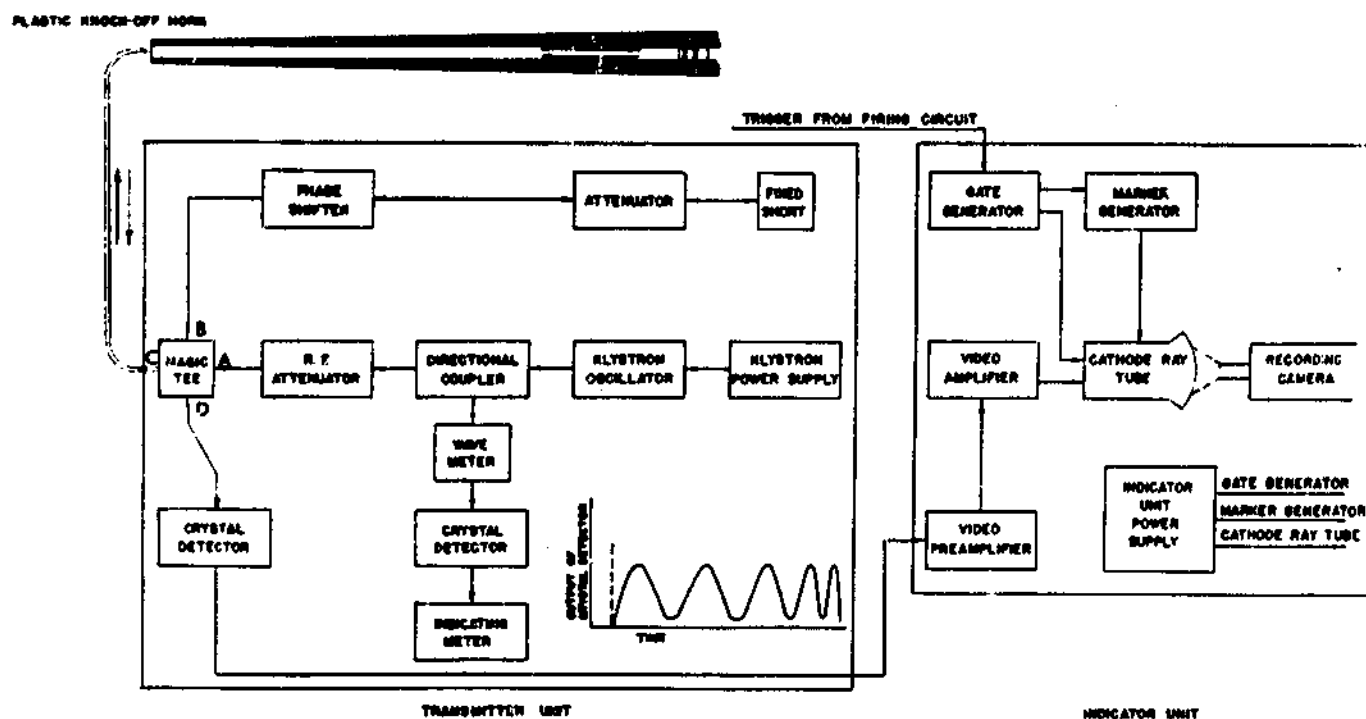 PLASTIC KNOCK-OFF HORN
TRIGGER FROM FIRING CIRCUIT
PHASE
SHIFTER
ATTENUATOR
FIXED
SHORT
GATE
GENERATOR
MARKER
GENERATOR
B
C
MAGIC
TEE
A
D
R. F.
ATTENUATOR
DIRECTIONAL
COUPLER
KLYSTRON
OSCILLATOR
KLYSTRON
POWER SUPPLY
VIDEO
AMPLIFIER
CATHODE RAY
TUBE
RECORDING
CAMERA
WAVE
METER
CRYSTAL
DETECTOR
CRYSTAL
DETECTOR
INDICATING
METER
OUTPUT OF
CRYSTAL DETECTOR
TIME
VIDEO
PREAMPLIFIER
INDICATOR
UNIT
POWER
SUPPLY
GATE GENERATOR
MARKER GENERATOR
CATHODE RAY TUBE
TRANSMITTER UNIT
INDICATOR UNIT